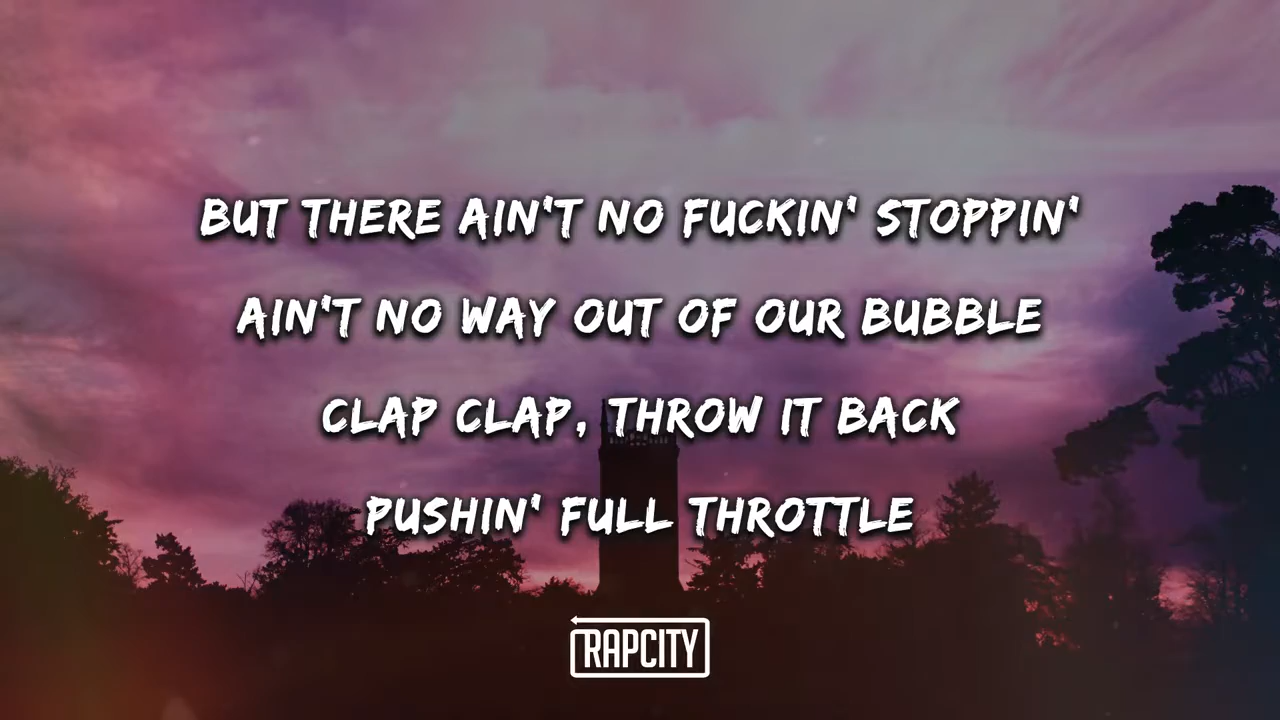 BUT THERE AIN'T NO FUCKIN' STOPPIN'
AIN'T NO WAY OUT OF OUR BUBBLE
CLAP CLAP, THROW IT BACK
PUSHIN' FULL THROTTLE
RAPCITY